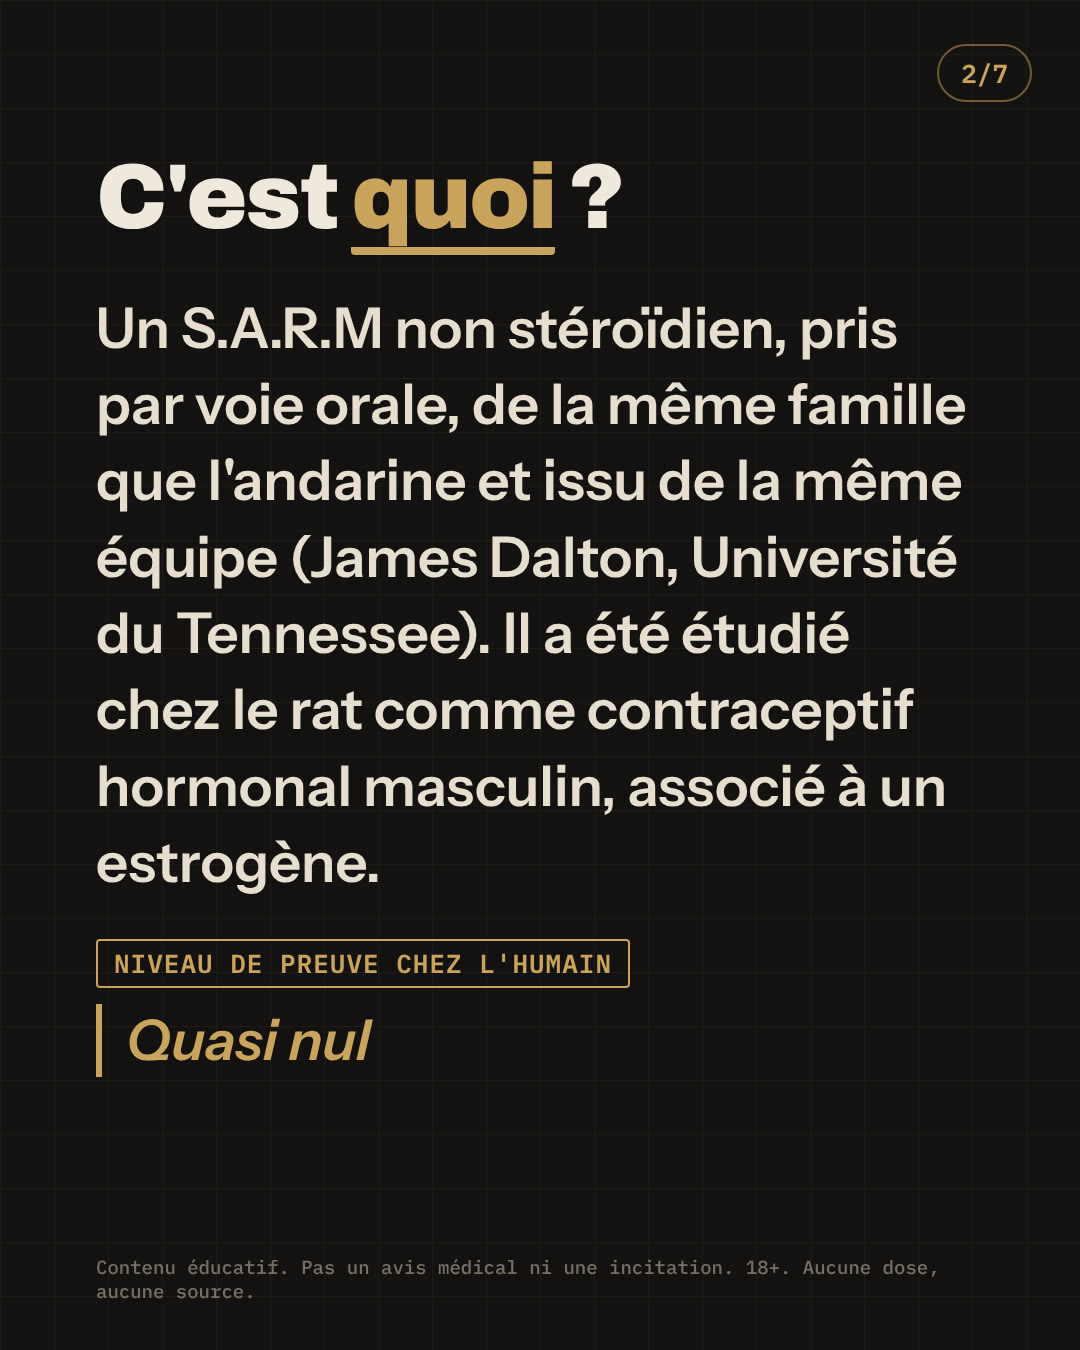 2/7
C'est quoi ?
Un S.A.R.M non stéroïdien, pris
par voie orale, de la même famille
que l'andarine et issu de la même
équipe (James Dalton, Université
du Tennessee). Il a été étudié
chez le rat comme contraceptif
hormonal masculin, associé à un
estrogène.
NIVEAU DE PREUVE CHEZ L'HUMAIN
Quasi nul
Contenu éducatif. Pas un avis médical ni une incitation. 18+. Aucune dose,
aucune source.